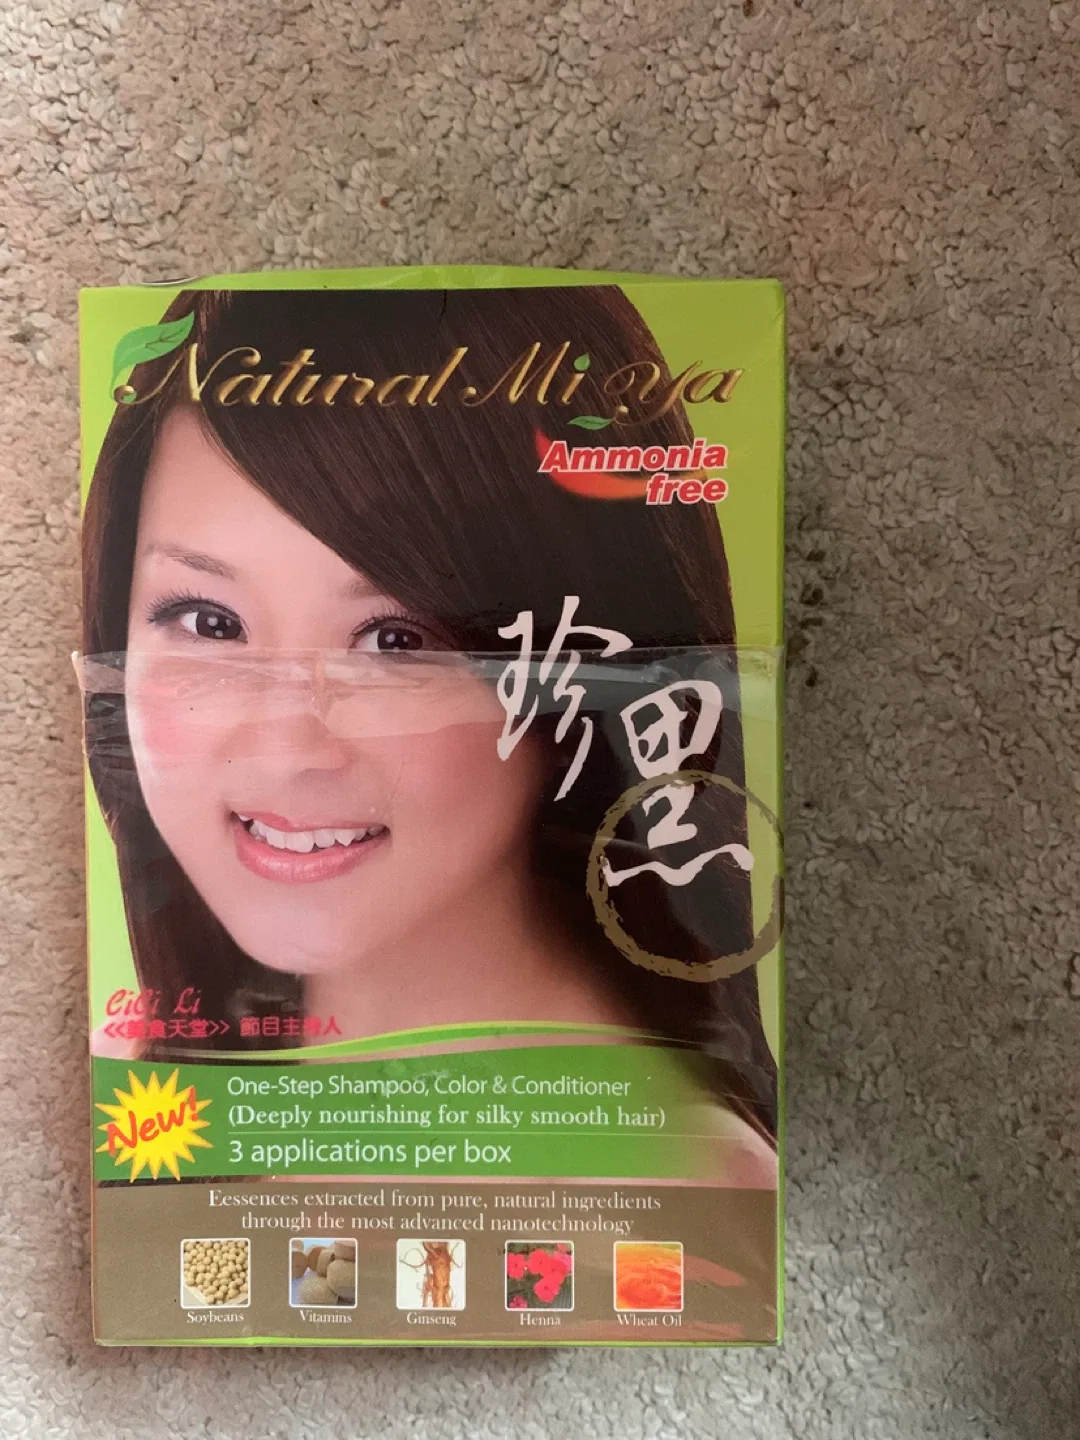 Natural Mi Ya
Ammonia
free
珍黑
CiCi Li
<<美食天堂>> 節目主持人
New!
One-Step Shampoo, Color & Conditioner
(Deeply nourishing for silky smooth hair)
3 applications per box
Eessences extracted from pure, natural ingredients
through the most advanced nanotechnology
Soybeans Vitamins Ginseng Henna Wheat Oil